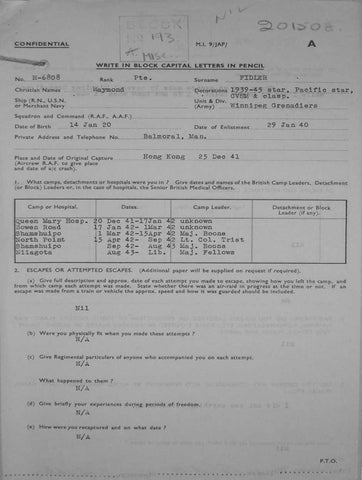 NIL
BLOCK
193.
MISC
201508
CONFIDENTIAL
M.I. 9/JAP/
A
WRITE IN BLOCK CAPITAL LETTERS IN PENCIL
No. H-6808 Rank Pte. Surname FIDLER
Christian Names Raymond Decorations 1939-45 star, Pacific star,
CVSM & clasp.
Ship (R.N., U.S.N. or Merchant Navy Unit & Div. (Army) Winnipeg Grenadiers
Squadron and Command (R.A.F., A.A.F.)
Date of Birth 14 Jan 20 Date of Enlistment 29 Jan 40
Private Address and Telephone No. Balmoral, Man.
Place and Date of Original Capture Hong Kong 25 Dec 41
(Aircrew R.A.F. to give place
and date of a/c crash).
1. What camps, detachments or hospitals were you in? Give dates and names of the British Camp Leaders, Detachment
(or Block) Leaders or, in the case of hospitals, the Senior British Medical Officers.
Camp or Hospital. Dates. Camp Leader. Detachment or Block Leader (if any).
Queen Mary Hosp. 20 Dec 41-17Jan 42 unknown
Bowen Road 17 Jan 42- 1Mar 42 unknown
Shamshuipo 1 Mar 42-15Apr 42 Maj. Boone
North Point 15 Apr 42- Sep 42 Lt. Col. Trist
Shamshuipo Sep 42- Aug 43 Maj. Boone
Niiagota Aug 43- Lib. Maj. Fellows
2. ESCAPES OR ATTEMPTED ESCAPES. (Additional paper will be supplied on request if required).
(a) Give full description and approx. date of each attempt you made to escape, showing how you left the camp, and
from which camp each attempt was made. State whether there was an air-raid in progress at the time or not. If an
escape was made from a train or vehicle the approx. speed and how it was guarded should be included.
Nil
(b) Were you physically fit when you made these attempts?
N/A
(c) Give Regimental particulars of anyone who accompanied you on each attempt.
N/A
What happened to them?
N/A
(d) Give briefly your experiences during periods of freedom.
N/A
(e) How were you recaptured and on what date?
N/A
P.T.O.